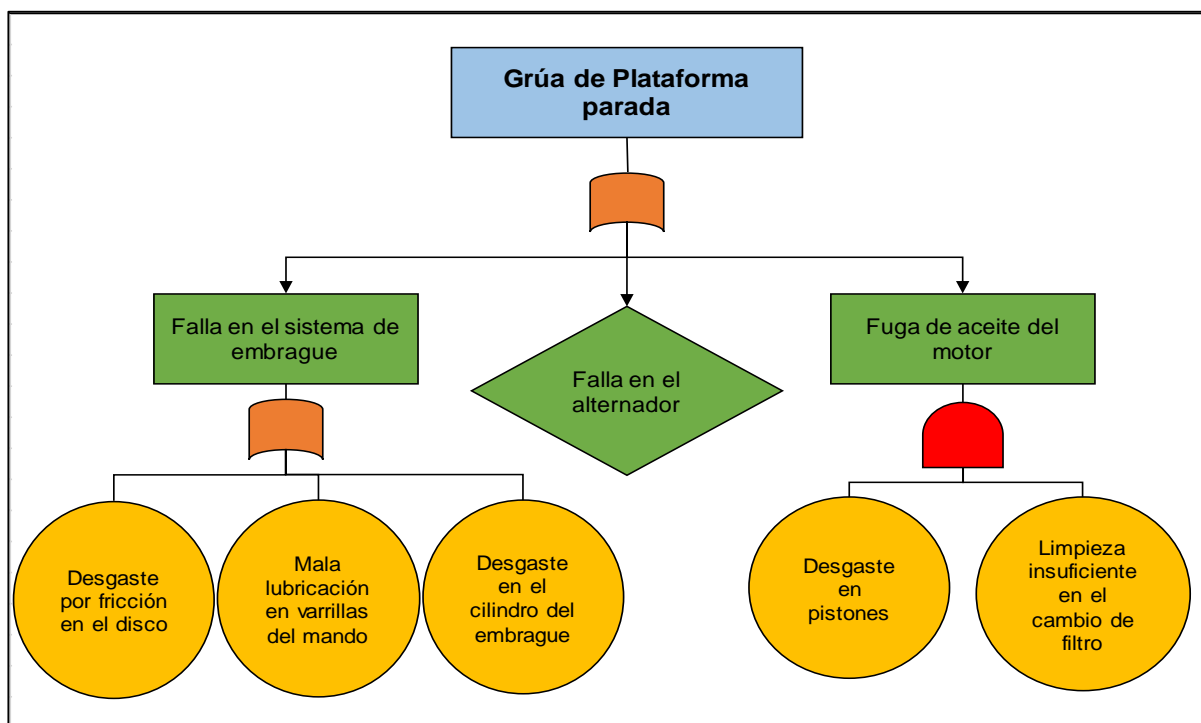 Grúa de Plataforma
parada
Falla en el sistema de
embrague
Falla en el
alternador
Fuga de aceite del
motor
Desgaste
por fricción
en el disco
Mala
lubricación
en varrillas
del mando
Desgaste
en el
cilindro del
embrague
Desgaste
en
pistones
Limpieza
insuficiente
en el
cambio de
filtro